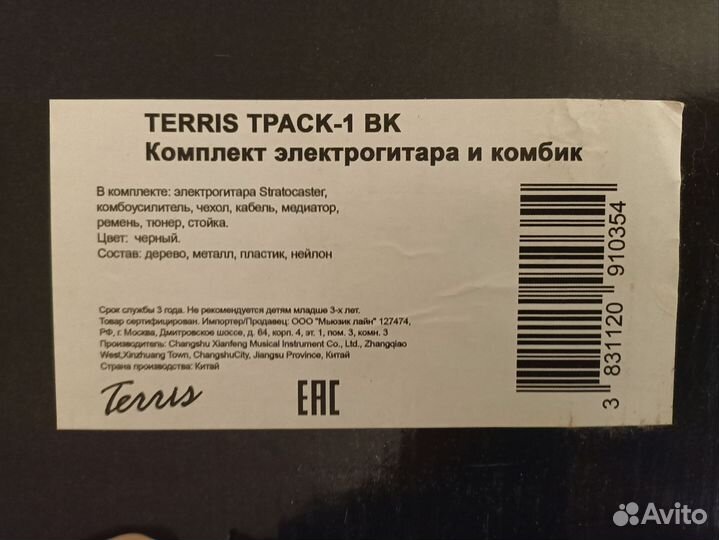 TERRIS TPACK-1 BK
Комплект электрогитара и комбик
В комплекте: электрогитара Stratocaster,
комбоусилитель, чехол, кабель, медиатор,
ремень, тюнер, стойка.
Цвет: черный.
Состав: дерево, металл, пластик, нейлон
Срок службы 3 года. Не рекомендуется детям младше 3-х лет.
Товар сертифицирован. Импортер/Продавец: ООО "Мьюзик лайн" 127474,
РФ, г. Москва, Дмитровское шоссе, д. 64, корп. 4, эт. 1, пом. 3, комн. 3
Производитель: Changshu Xianfeng Musical Instrument Co., Ltd., Zhangqiao
West,Xinzhuang Town, ChangshuCity, Jiangsu Province, Китай
Страна производства: Китай
Terris
EAC
3 831120 910354
Avito